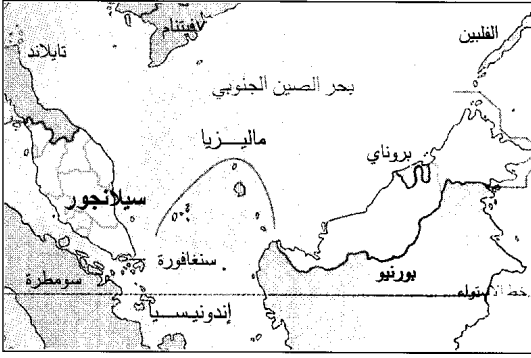 فيتنام
الفلبين
تايلاند
بحر الصين الجنوبي
ماليـــزيا
بروناي
سيلانجور
سنغافورة
سومطرة
بورنيو
خط الاستواء
إندونيســـيا